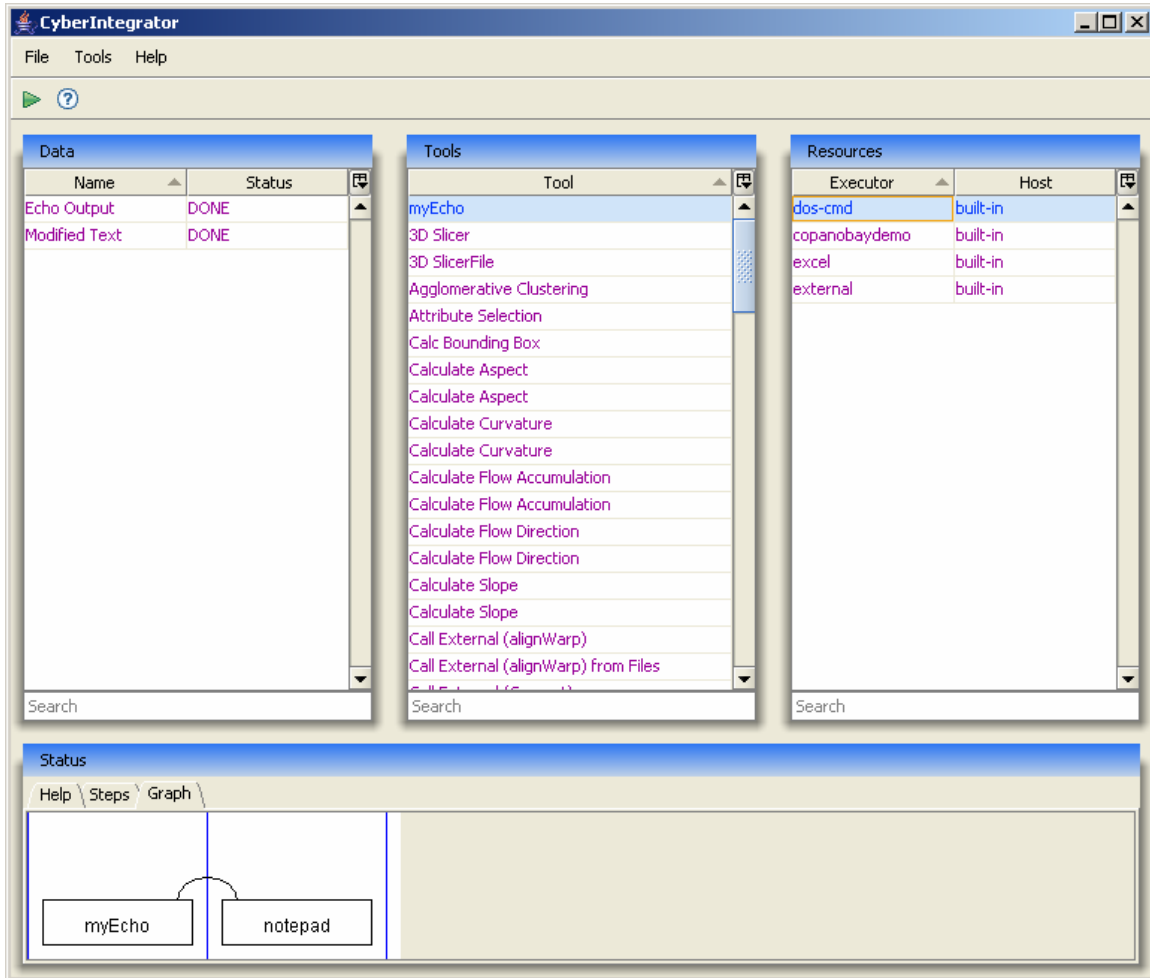 CyberIntegrator
File Tools Help
Data
Name Status
Echo Output DONE
Modified Text DONE
Search
Tools
Tool
myEcho
3D Slicer
3D SlicerFile
Agglomerative Clustering
Attribute Selection
Calc Bounding Box
Calculate Aspect
Calculate Aspect
Calculate Curvature
Calculate Curvature
Calculate Flow Accumulation
Calculate Flow Accumulation
Calculate Flow Direction
Calculate Flow Direction
Calculate Slope
Calculate Slope
Call External (alignWarp)
Call External (alignWarp) from Files
Search
Resources
Executor Host
dos-cmd built-in
copanobaydemo built-in
excel built-in
external built-in
Search
Status
Help Steps Graph
myEcho notepad